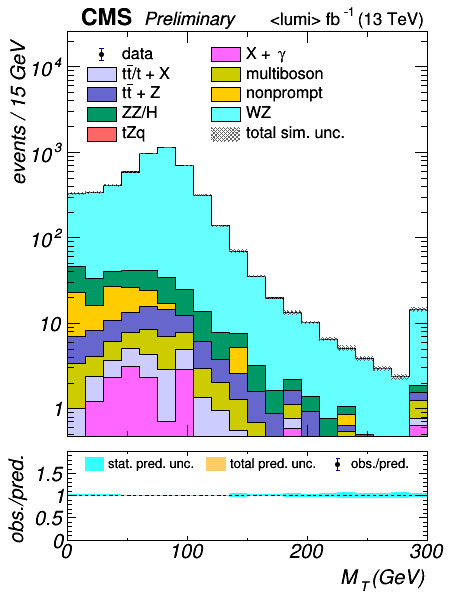 CMS Preliminary <lumi> fb⁻¹ (13 TeV)
events / 15 GeV
10⁴
10³
10²
10
1
data
X + γ
tt̄/t + X
multiboson
tt̄ + Z
nonprompt
ZZ/H
WZ
tZq
total sim. unc.
obs./pred.
1.5
1
0.5
0
stat. pred. unc.
total pred. unc.
obs./pred.
0 100 200 300
M_T (GeV)